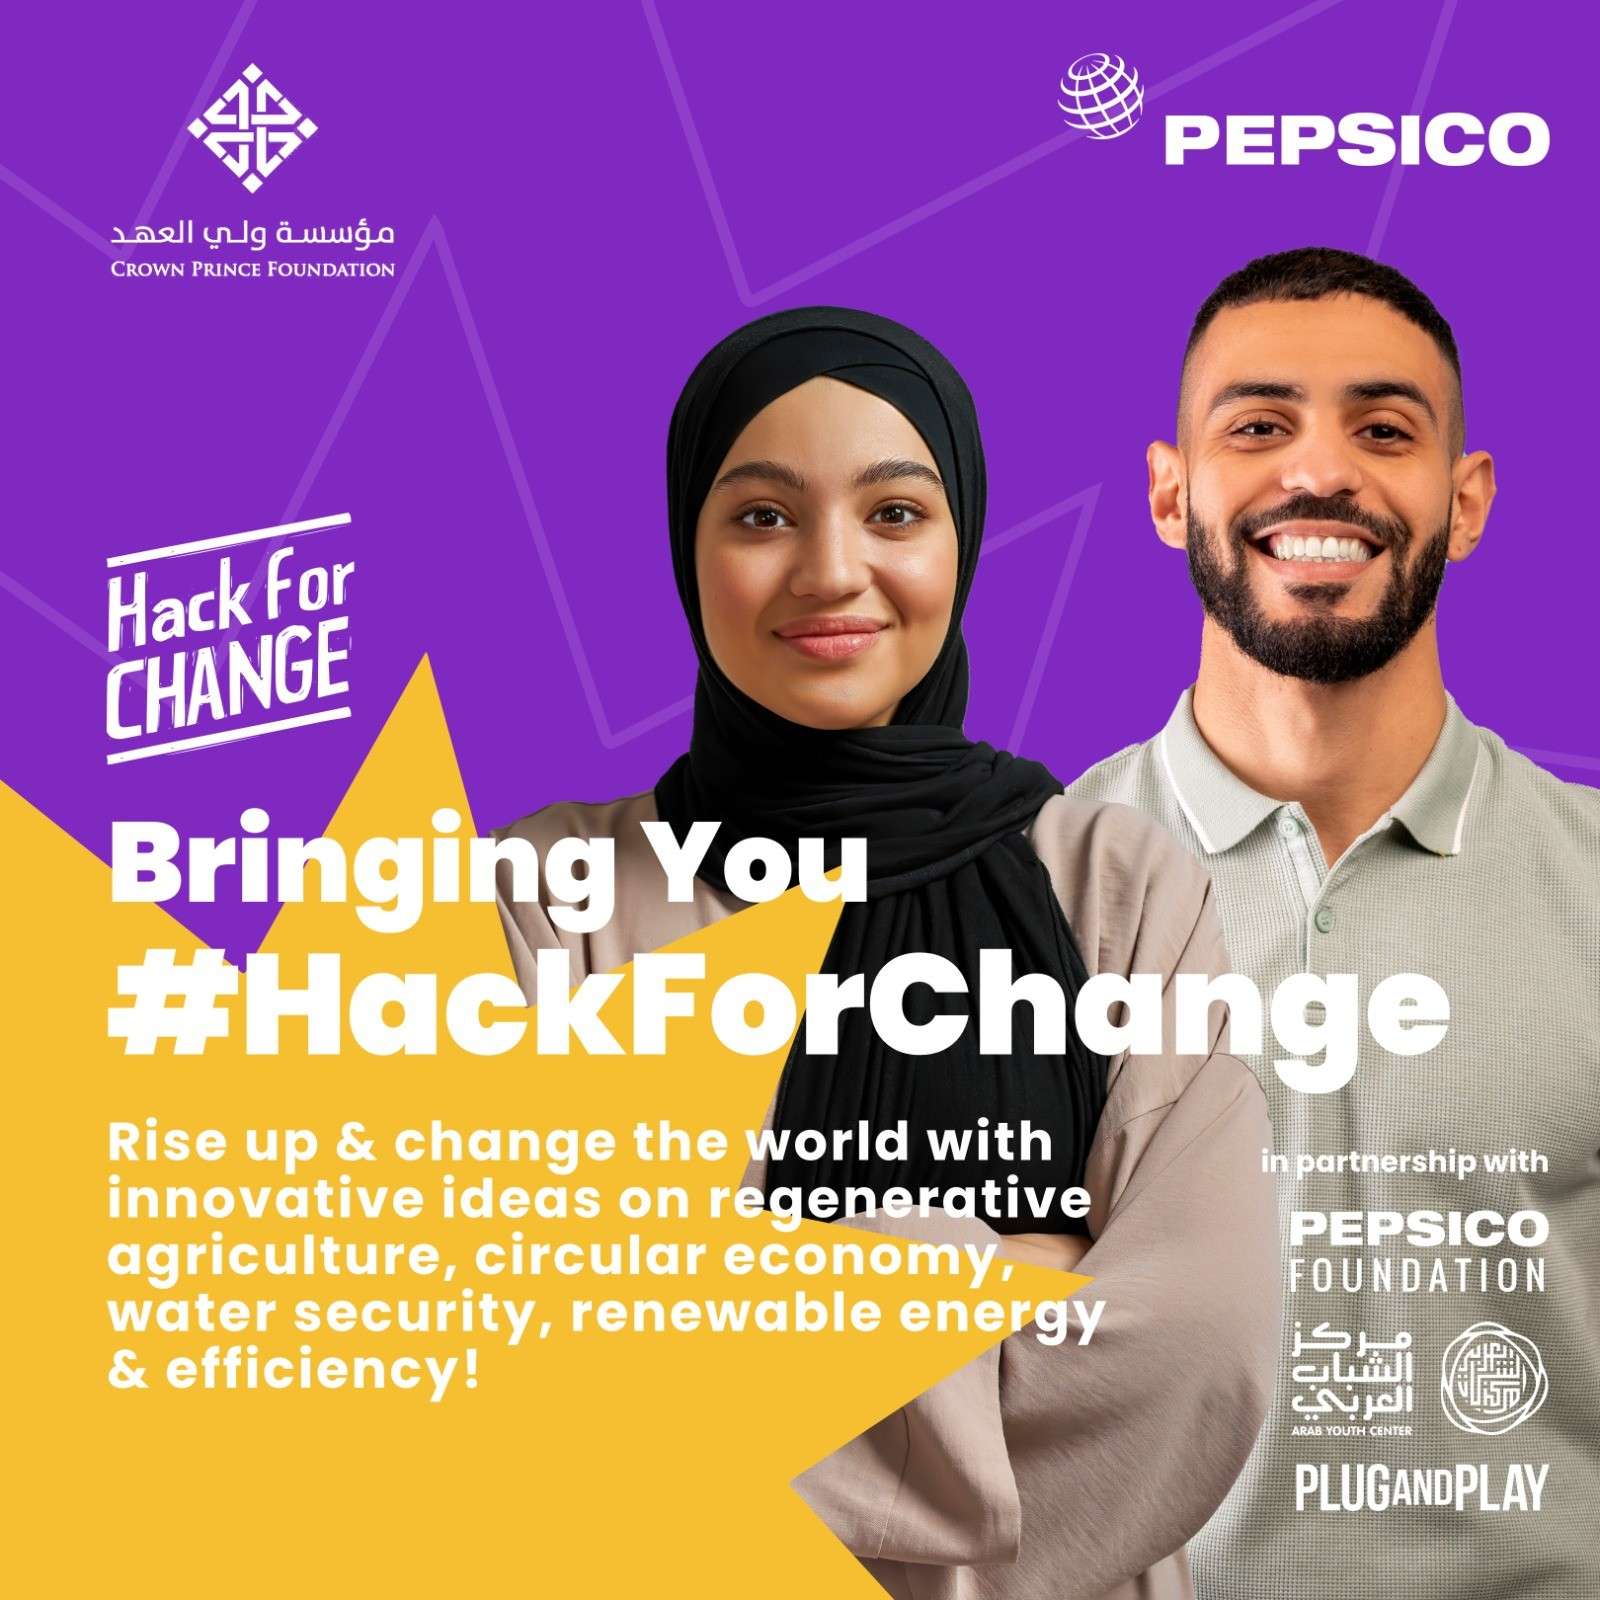 مؤسسة ولي العهد
CROWN PRINCE FOUNDATION
PEPSICO
Hack For
CHANGE
Bringing You
#HackForChange
Rise up & change the world with
innovative ideas on regenerative
agriculture, circular economy,
water security, renewable energy
& efficiency!
in partnership with
PEPSICO
FOUNDATION
مركز
الشباب
العربي
ARAB YOUTH CENTER
PLUGANDPLAY